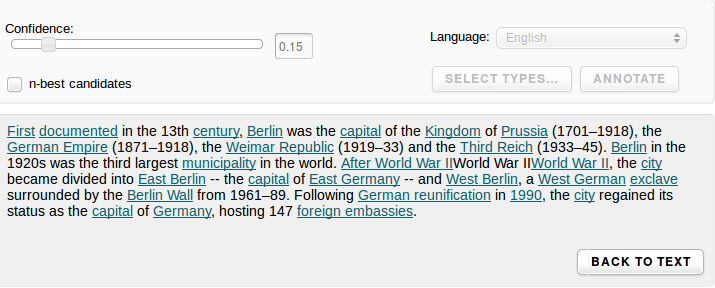 Confidence:
0.15
Language: English
n-best candidates
SELECT TYPES... ANNOTATE
First documented in the 13th century, Berlin was the capital of the Kingdom of Prussia (1701–1918), the
German Empire (1871–1918), the Weimar Republic (1919–33) and the Third Reich (1933–45). Berlin in the
1920s was the third largest municipality in the world. After World War IIWorld War IIWorld War II, the city
became divided into East Berlin -- the capital of East Germany -- and West Berlin, a West German exclave
surrounded by the Berlin Wall from 1961–89. Following German reunification in 1990, the city regained its
status as the capital of Germany, hosting 147 foreign embassies.
BACK TO TEXT